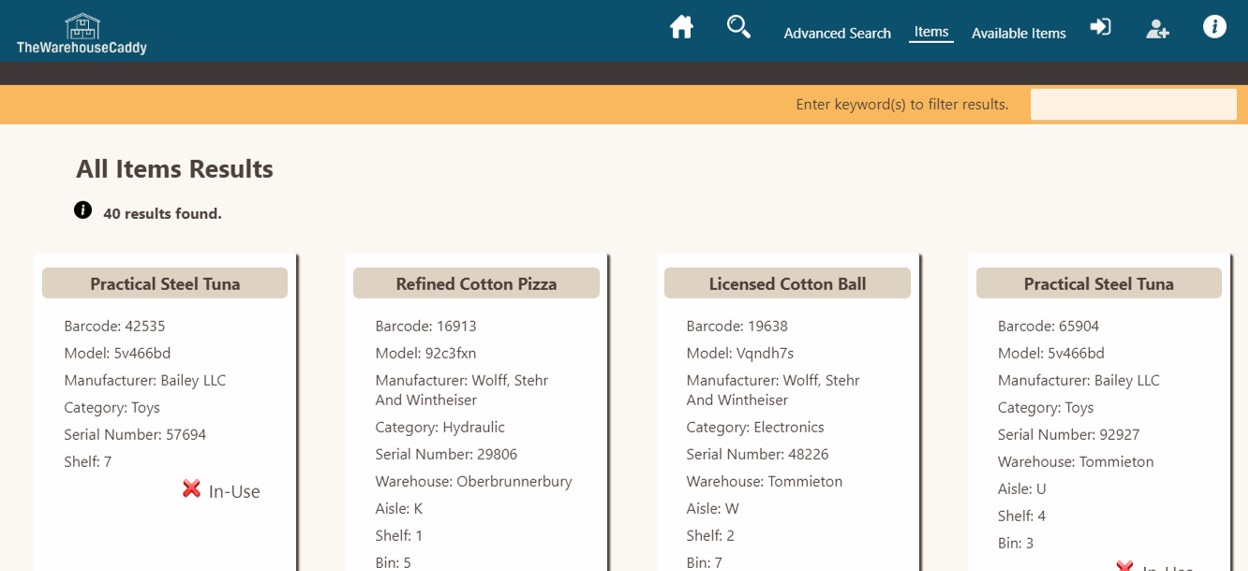 TheWarehouseCaddy
Advanced Search
Items
Available Items
Enter keyword(s) to filter results.
All Items Results
40 results found.
Practical Steel Tuna
Barcode: 42535
Model: 5v466bd
Manufacturer: Bailey LLC
Category: Toys
Serial Number: 57694
Shelf: 7
In-Use
Refined Cotton Pizza
Barcode: 16913
Model: 92c3fxn
Manufacturer: Wolff, Stehr
And Wintheiser
Category: Hydraulic
Serial Number: 29806
Warehouse: Oberbrunnerbury
Aisle: K
Shelf: 1
Bin: 5
Licensed Cotton Ball
Barcode: 19638
Model: Vqndh7s
Manufacturer: Wolff, Stehr
And Wintheiser
Category: Electronics
Serial Number: 48226
Warehouse: Tommieton
Aisle: W
Shelf: 2
Bin: 7
Practical Steel Tuna
Barcode: 65904
Model: 5v466bd
Manufacturer: Bailey LLC
Category: Toys
Serial Number: 92927
Warehouse: Tommieton
Aisle: U
Shelf: 4
Bin: 3
In-Use